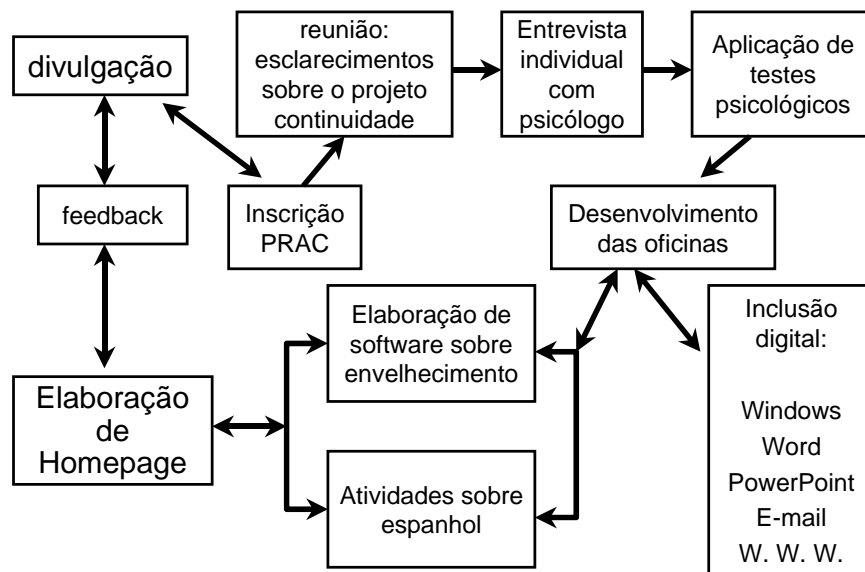 divulgação
reunião:
esclarecimentos
sobre o projeto
continuidade
Entrevista
individual
com
psicólogo
Aplicação de
testes
psicológicos
feedback
Inscrição
PRAC
Desenvolvimento
das oficinas
Elaboração de
software sobre
envelhecimento
Inclusão
digital:
Windows
Word
PowerPoint
E-mail
W. W. W.
Elaboração
de
Homepage
Atividades sobre
espanhol